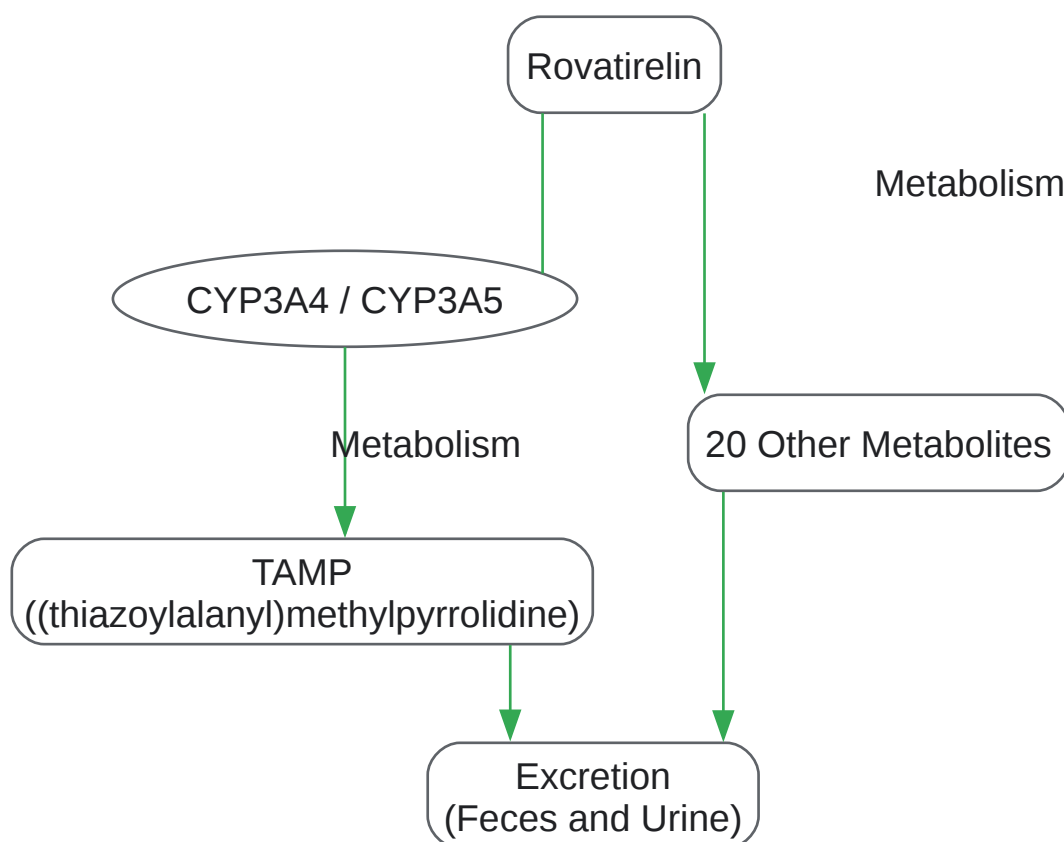 Rovatirelin
Metabolism
CYP3A4 / CYP3A5
Metabolism
20 Other Metabolites
TAMP
((thiazoylalanyl)methylpyrrolidine)
Excretion
(Feces and Urine)